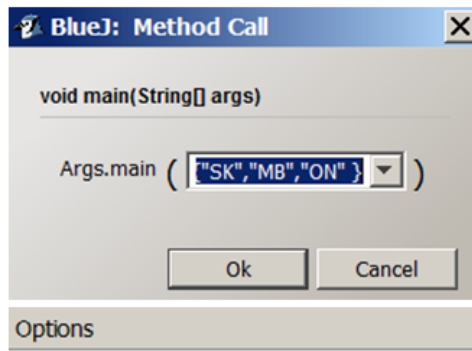 BlueJ: Method Call
void main(String[] args)
Args.main ( {"SK","MB","ON" } )
Ok Cancel
Options